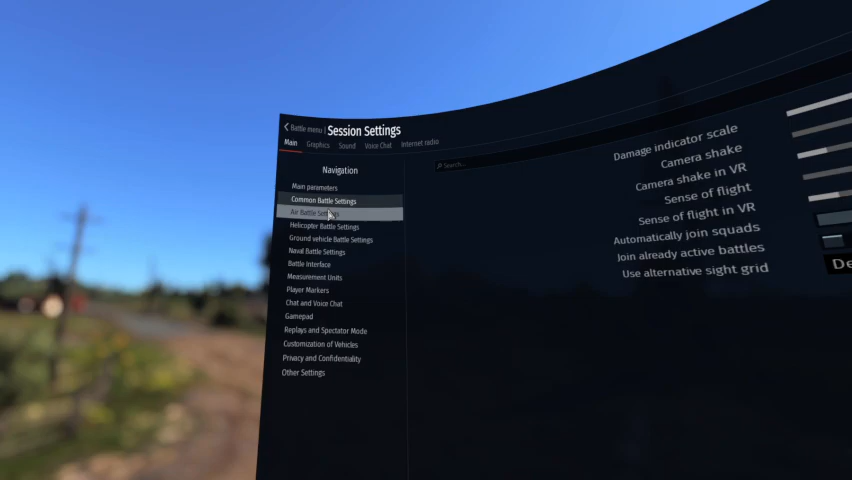 Battle menu | Session Settings
Main Graphics Sound Voice Chat Internet radio
Search...
Navigation
Main parameters
Common Battle Settings
Air Battle Settings
Helicopter Battle Settings
Ground vehicle Battle Settings
Naval Battle Settings
Battle Interface
Measurement Units
Player Markers
Chat and Voice Chat
Gamepad
Replays and Spectator Mode
Customization of Vehicles
Privacy and Confidentiality
Other Settings
Damage indicator scale
Camera shake
Camera shake in VR
Sense of flight
Sense of flight in VR
Automatically join squads
Join already active battles
Use alternative sight grid
De